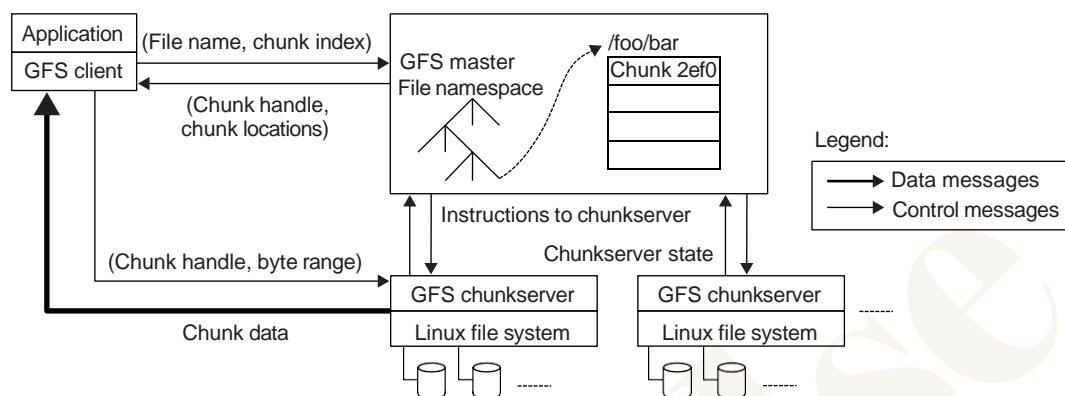 Application
GFS client
(File name, chunk index)
(Chunk handle,
chunk locations)
GFS master
File namespace
/foo/bar
Chunk 2ef0
Legend:
Data messages
Control messages
Instructions to chunkserver
Chunkserver state
(Chunk handle, byte range)
Chunk data
GFS chunkserver
Linux file system
GFS chunkserver
Linux file system